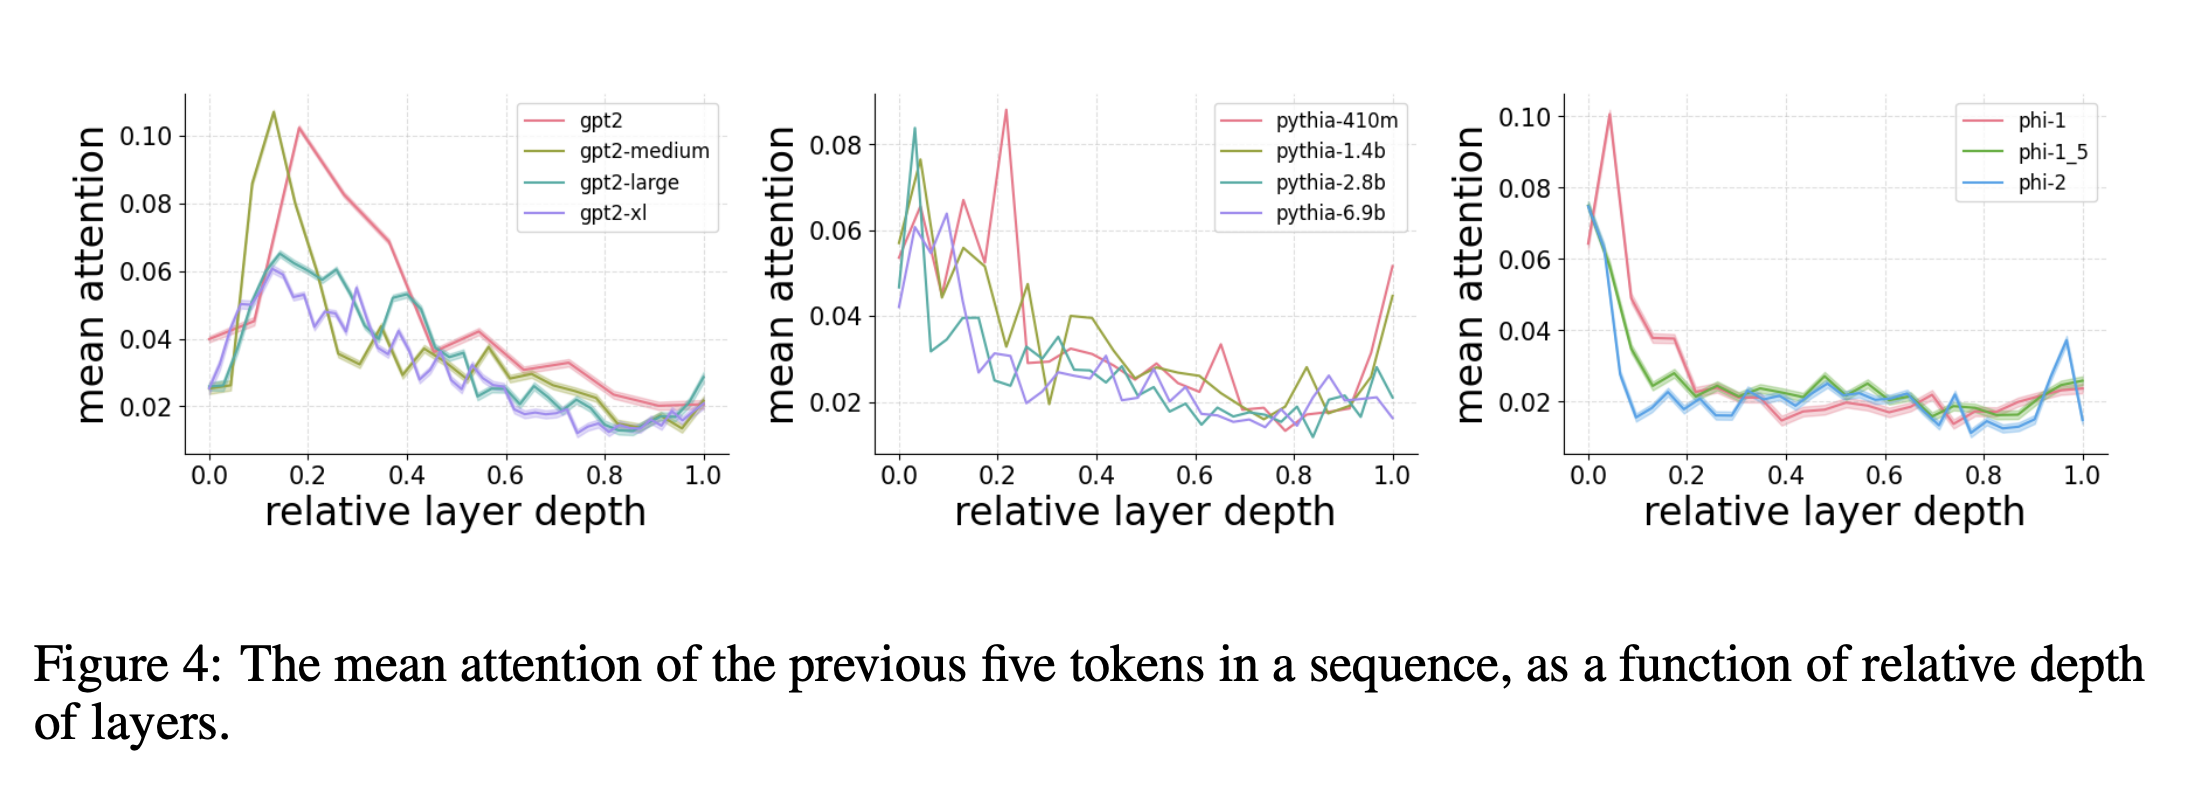 mean attention
0.10
0.08
0.06
0.04
0.02
0.0 0.2 0.4 0.6 0.8 1.0
relative layer depth
gpt2
gpt2-medium
gpt2-large
gpt2-xl
mean attention
0.08
0.06
0.04
0.02
0.0 0.2 0.4 0.6 0.8 1.0
relative layer depth
pythia-410m
pythia-1.4b
pythia-2.8b
pythia-6.9b
mean attention
0.10
0.08
0.06
0.04
0.02
0.0 0.2 0.4 0.6 0.8 1.0
relative layer depth
phi-1
phi-1_5
phi-2
Figure 4: The mean attention of the previous five tokens in a sequence, as a function of relative depth
of layers.